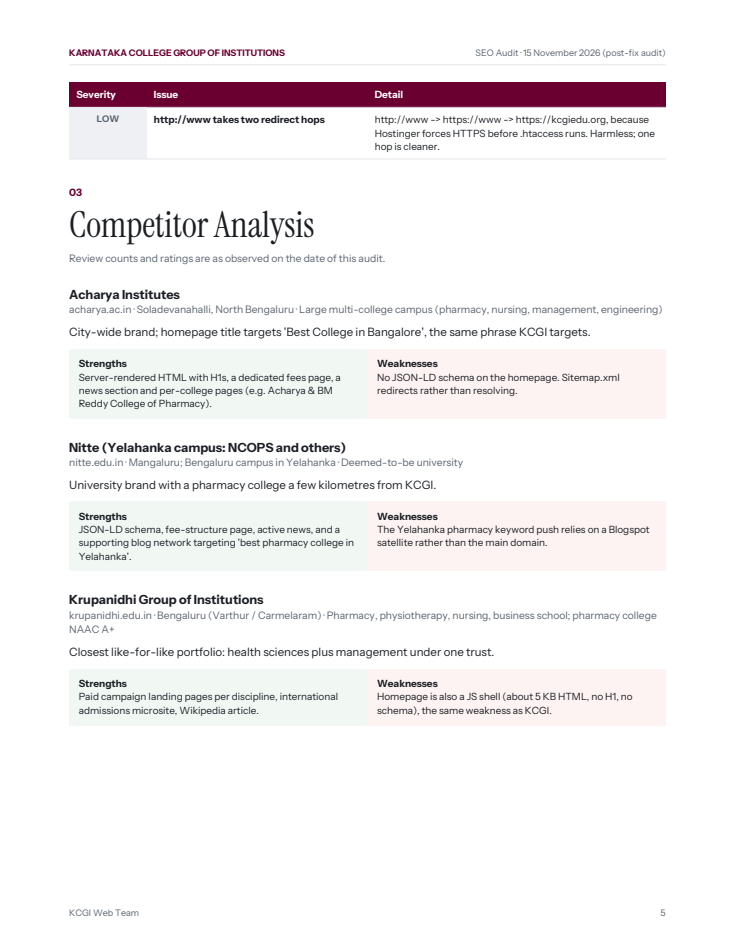 KARNATAKA COLLEGE GROUP OF INSTITUTIONS
SEO Audit · 15 November 2026 (post-fix audit)
Severity Issue Detail
LOW http://www takes two redirect hops http://www -> https://www -> https://kcgiedu.org, because
Hostinger forces HTTPS before .htaccess runs. Harmless; one
hop is cleaner.
03
Competitor Analysis
Review counts and ratings are as observed on the date of this audit.
Acharya Institutes
acharya.ac.in · Soladevanahalli, North Bengaluru · Large multi-college campus (pharmacy, nursing, management, engineering)
City-wide brand; homepage title targets 'Best College in Bangalore', the same phrase KCGI targets.
Strengths
Server-rendered HTML with H1s, a dedicated fees page, a
news section and per-college pages (e.g. Acharya & BM
Reddy College of Pharmacy).
Weaknesses
No JSON-LD schema on the homepage. Sitemap.xml
redirects rather than resolving.
Nitte (Yelahanka campus: NCOPS and others)
nitte.edu.in · Mangaluru; Bengaluru campus in Yelahanka · Deemed-to-be university
University brand with a pharmacy college a few kilometres from KCGI.
Strengths
JSON-LD schema, fee-structure page, active news, and a
supporting blog network targeting 'best pharmacy college in
Yelahanka'.
Weaknesses
The Yelahanka pharmacy keyword push relies on a Blogspot
satellite rather than the main domain.
Krupanidhi Group of Institutions
krupanidhi.edu.in · Bengaluru (Varthur / Carmelaram) · Pharmacy, physiotherapy, nursing, business school; pharmacy college
NAAC A+
Closest like-for-like portfolio: health sciences plus management under one trust.
Strengths
Paid campaign landing pages per discipline, international
admissions microsite, Wikipedia article.
Weaknesses
Homepage is also a JS shell (about 5 KB HTML, no H1, no
schema), the same weakness as KCGI.
KCGI Web Team
5